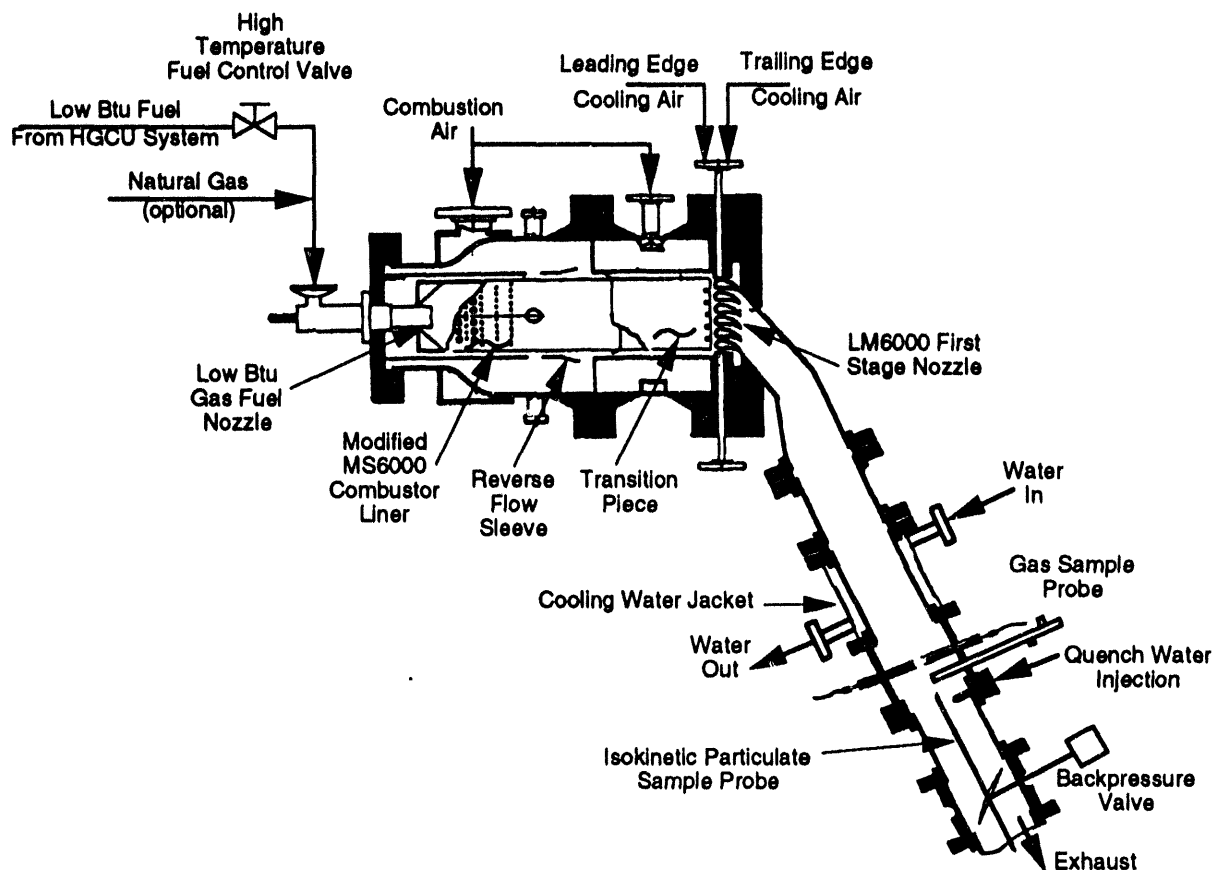 High
Temperature
Fuel Control Valve
Low Btu Fuel
From HGCU System
Natural Gas
(optional)
Combustion
Air
Leading Edge
Cooling Air
Trailing Edge
Cooling Air
LM6000 First
Stage Nozzle
Low Btu
Gas Fuel
Nozzle
Modified
MS6000
Combustor
Liner
Reverse
Flow
Sleeve
Transition
Piece
Water
In
Gas Sample
Probe
Cooling Water Jacket
Water
Out
Quench Water
Injection
Isokinetic Particulate
Sample Probe
Backpressure
Valve
Exhaust